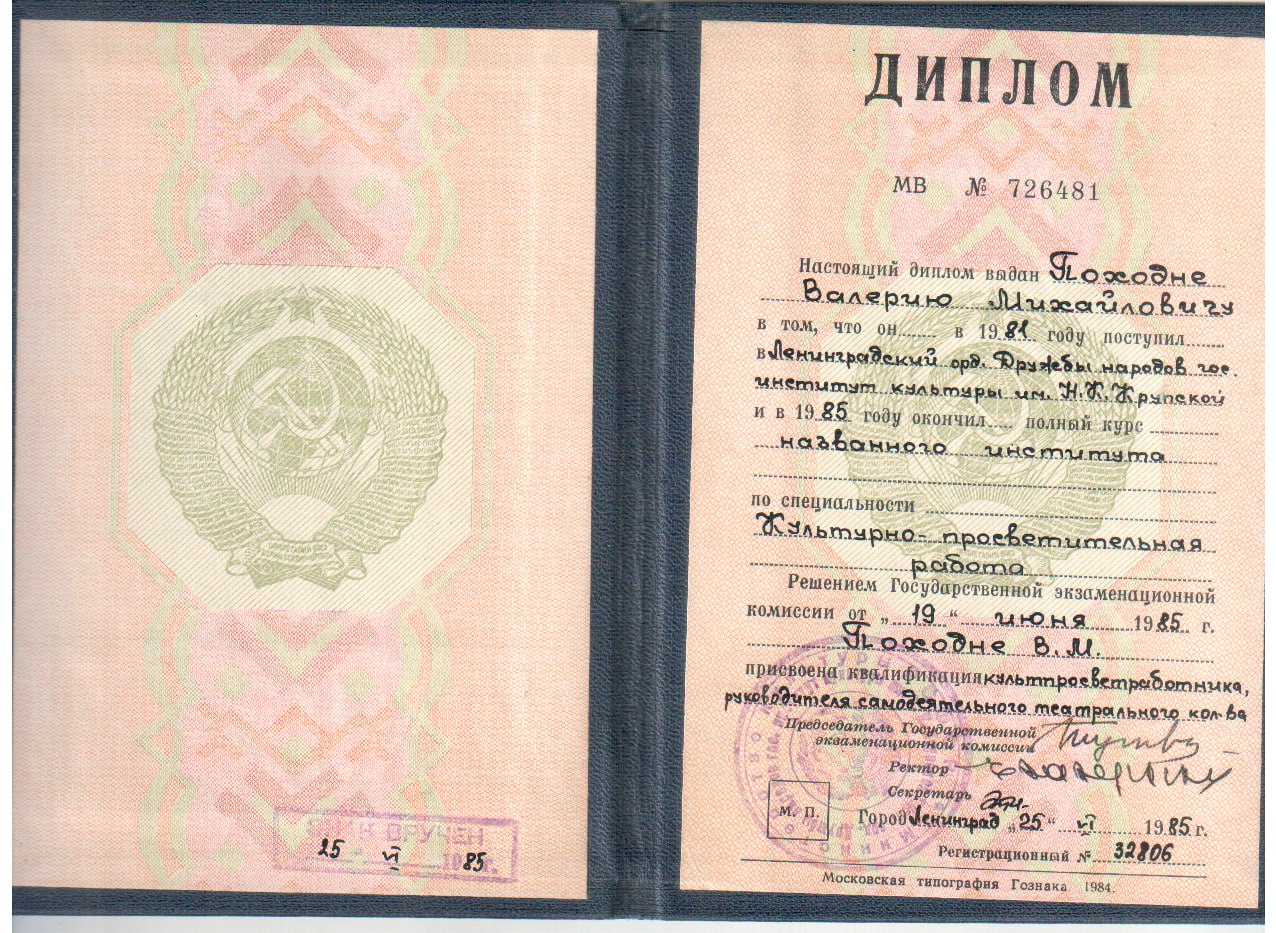 ВРУЧЕН
25 " VI 1985 г.
ДИПЛОМ
МВ № 726481
Настоящий диплом выдан Походне
Валерию Михайловичу
в том, что он в 1981 году поступил
в Ленинградский орд. Дружбы народов гос.
институт культуры им. Н.К. Крупской
и в 1985 году окончил полный курс
названного института
по специальности
Культурно-просветительная
работа
Решением Государственной экзаменационной
комиссии от „19“ июня 1985 г.
Походне В.М.
присвоена квалификация культпросветработника,
руководителя самодеятельного театрального кол-ва
Председатель Государственной
экзаменационной комиссии
Ректор
Секретарь
М. П.
Город Ленинград „25“ VI 1985 г.
Регистрационный № 32806
Московская типография Гознака 1984.